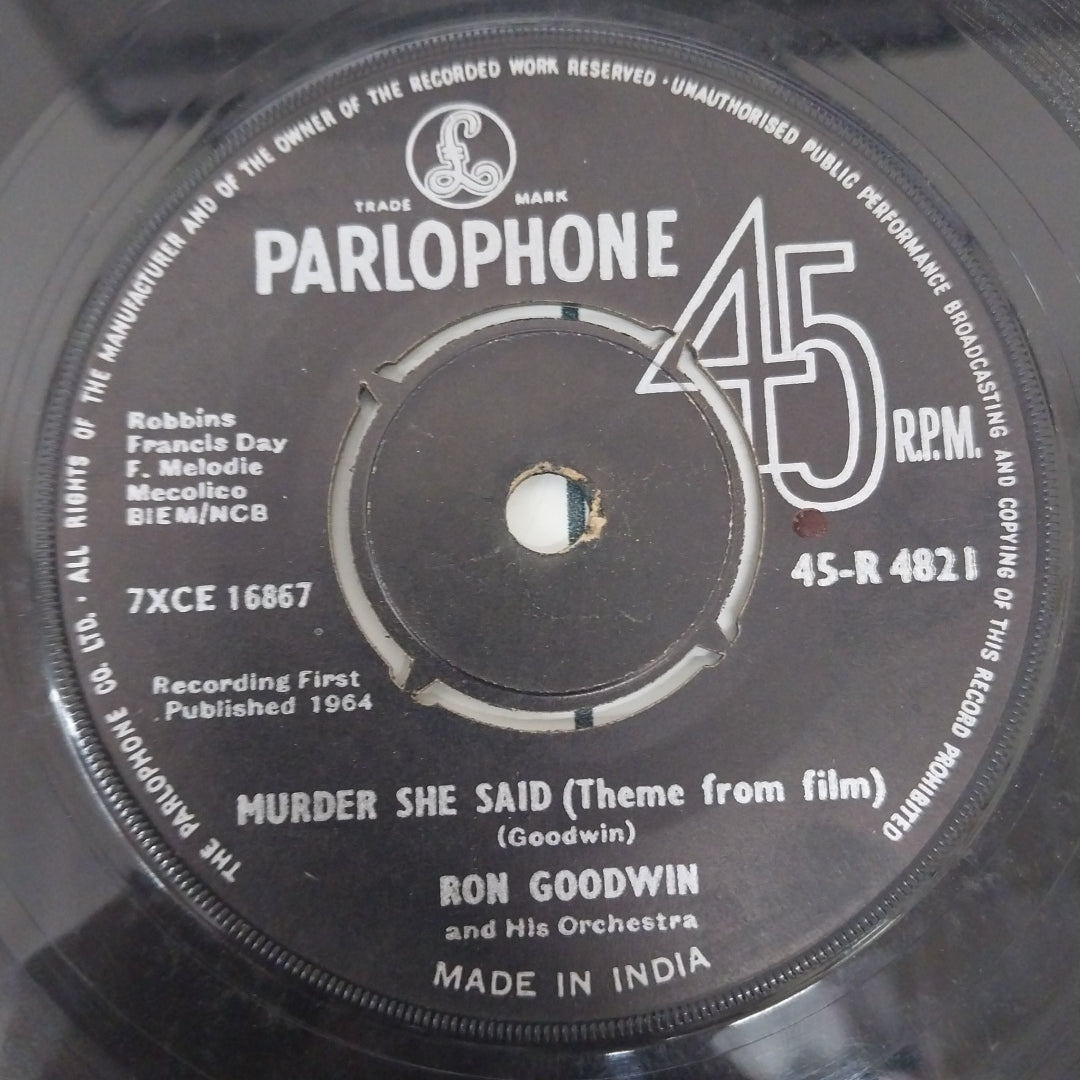 THE PARLOPHONE CO. LTD. · ALL RIGHTS OF THE MANUFACTURER AND OF THE OWNER OF THE RECORDED WORK RESERVED · UNAUTHORISED PUBLIC PERFORMANCE BROADCASTING AND COPYING OF THIS RECORD PROHIBITED
£
TRADE MARK
PARLOPHONE
45 R.P.M.
Robbins
Francis Day
F. Melodie
Mecolico
BIEM/NCB
45-R 4821
7XCE 16867
Recording First
Published 1964
MURDER SHE SAID (Theme from film)
(Goodwin)
RON GOODWIN
and His Orchestra
MADE IN INDIA